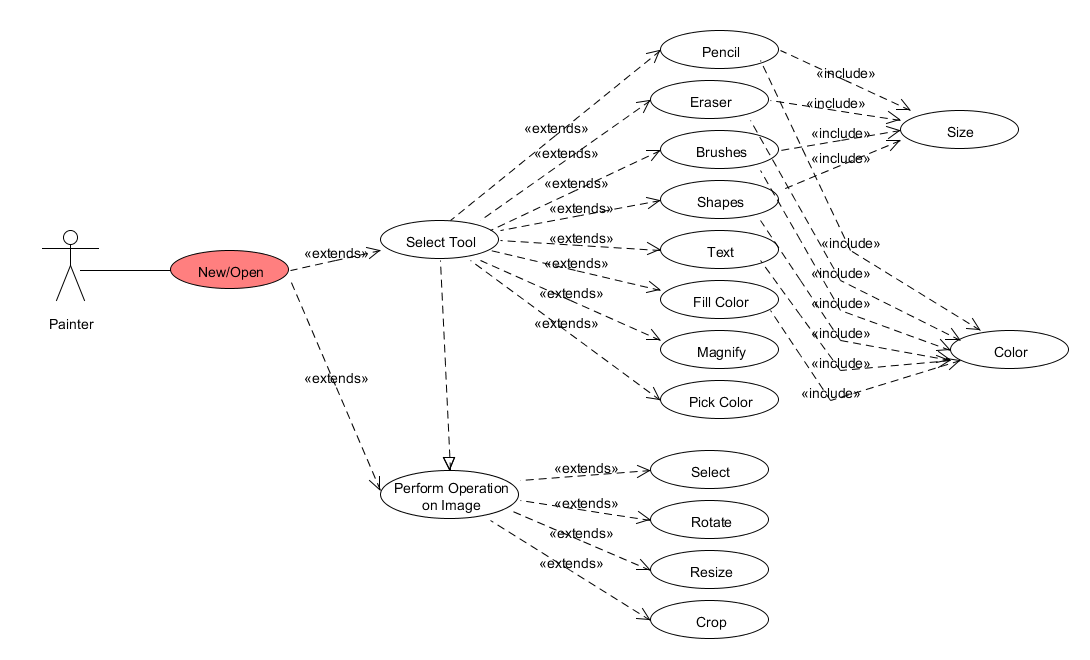 Pencil
«include»
«extends»
Eraser
«include»
Size
«extends»
Brushes
«include»
«extends»
Shapes
«include»
«extends»
Select Tool
«extends»
Text
«include»
«extends»
New/Open
«extends»
«include»
Painter
«extends»
Fill Color
«include»
«extends»
Magnify
«include»
Color
«include»
«extends»
Pick Color
«include»
«extends»
Select
Perform Operation
on Image
«extends»
Rotate
«extends»
Resize
«extends»
Crop